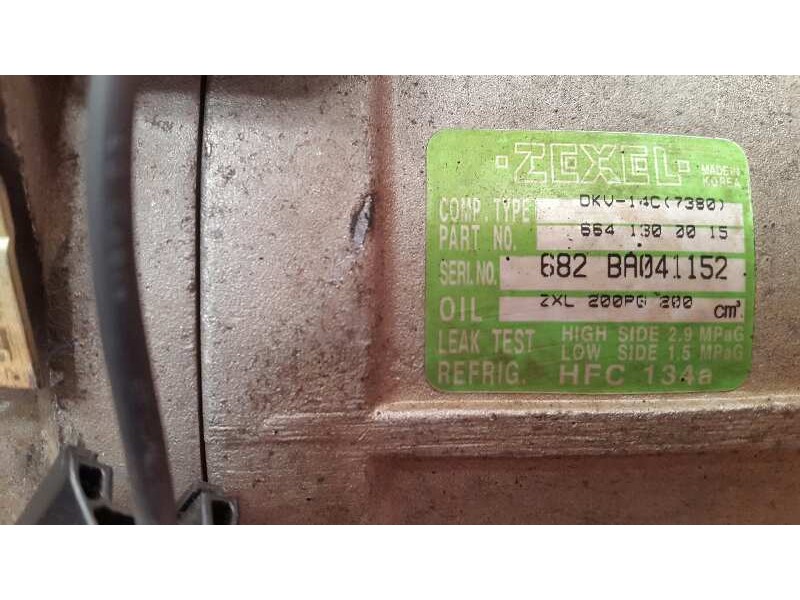 ·ZEXEL·
MADE IN
KOREA
COMP. TYPE DKV-14C(7380)
PART NO. 664 130 00 15
SERI. NO. 682 BA041152
OIL ZXL 200PG 200 cm³
LEAK TEST HIGH SIDE 2.9 MPaG
LOW SIDE 1.5 MPaG
REFRIG. HFC 134a